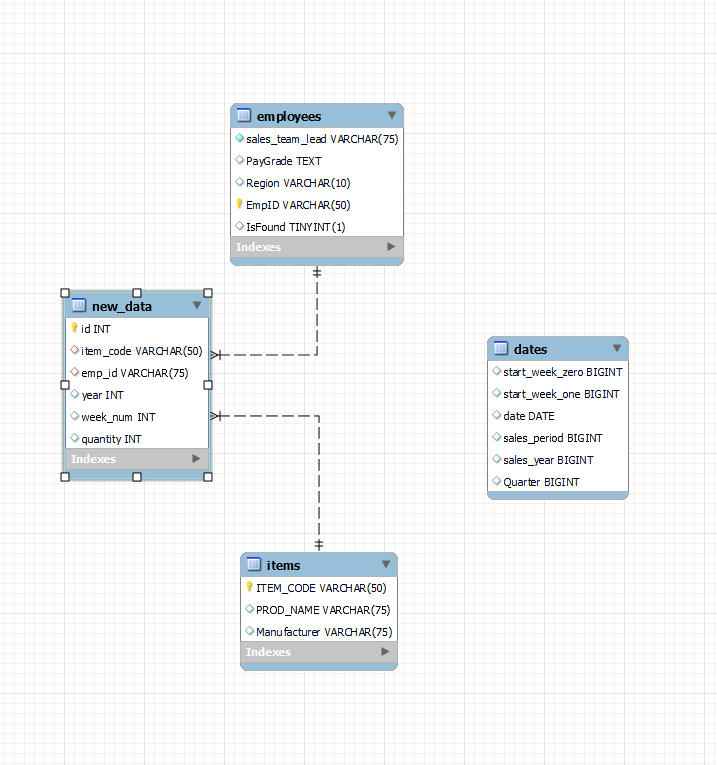 employees
sales_team_lead VARCHAR(75)
PayGrade TEXT
Region VARCHAR(10)
EmpID VARCHAR(50)
IsFound TINYINT(1)
Indexes
new_data
id INT
item_code VARCHAR(50)
emp_id VARCHAR(75)
year INT
week_num INT
quantity INT
Indexes
dates
start_week_zero BIGINT
start_week_one BIGINT
date DATE
sales_period BIGINT
sales_year BIGINT
Quarter BIGINT
items
ITEM_CODE VARCHAR(50)
PROD_NAME VARCHAR(75)
Manufacturer VARCHAR(75)
Indexes